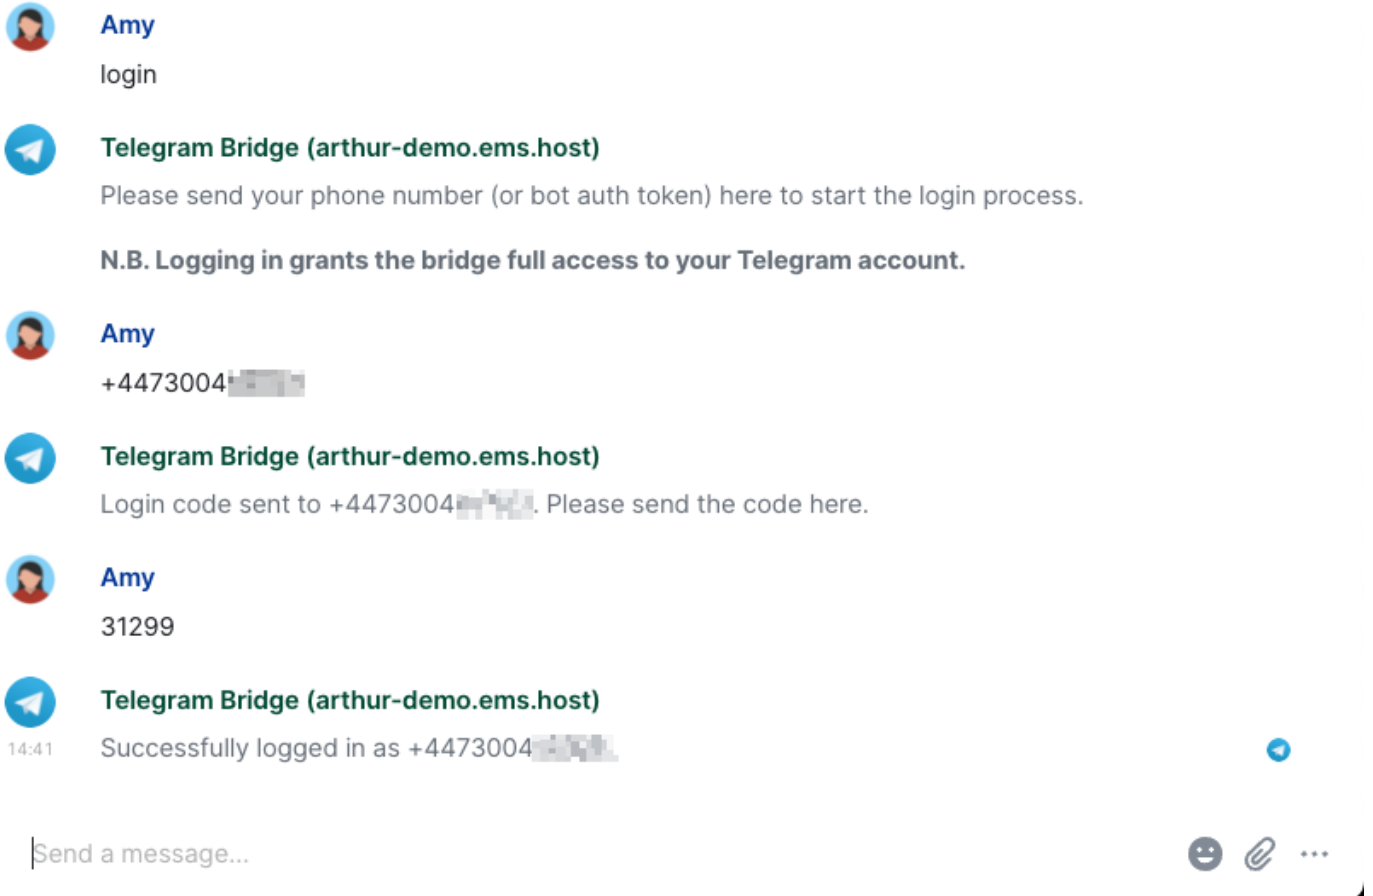 Amy
login
Telegram Bridge (arthur-demo.ems.host)
Please send your phone number (or bot auth token) here to start the login process.
N.B. Logging in grants the bridge full access to your Telegram account.
Amy
+4473004
Telegram Bridge (arthur-demo.ems.host)
Login code sent to +4473004 . Please send the code here.
Amy
31299
Telegram Bridge (arthur-demo.ems.host)
14:41 Successfully logged in as +4473004
Send a message...